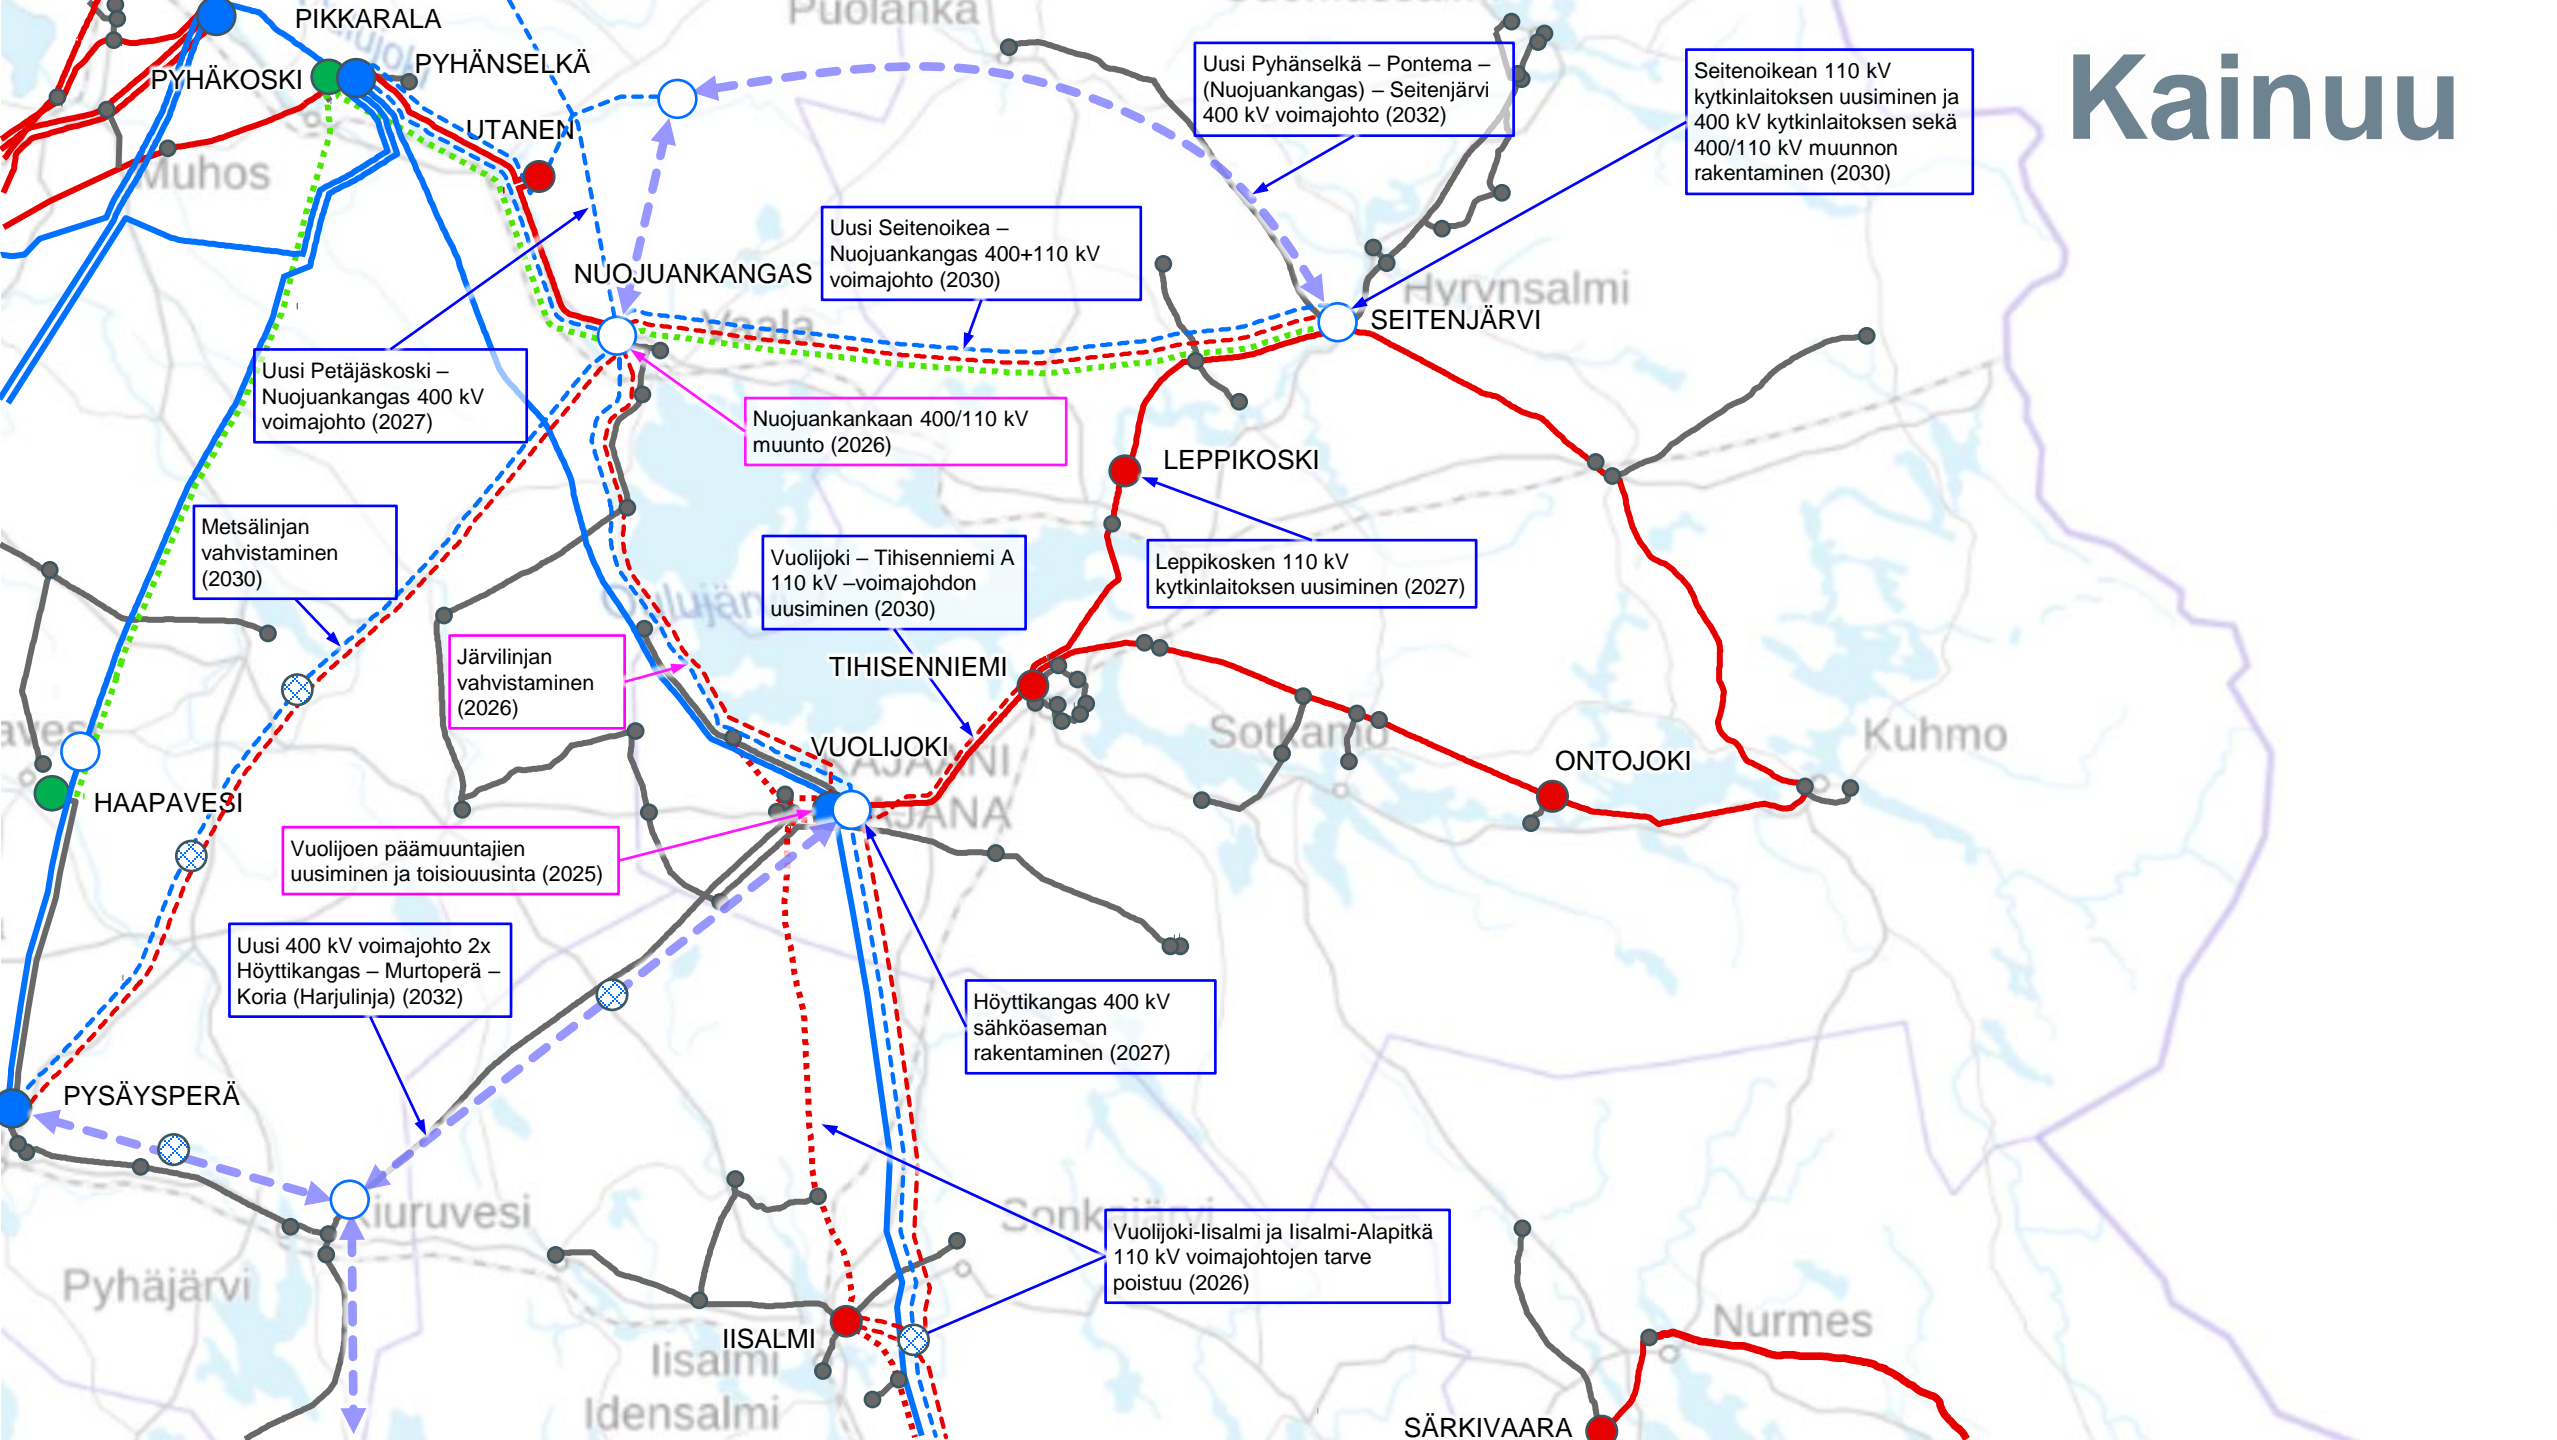 Kainuu
Puolanka
PIKKARALA
PYHÄKOSKI
PYHÄNSELKÄ
UTANEN
Muhos
Uusi Pyhänselkä – Pontema –
(Nuojuankangas) – Seitenjärvi
400 kV voimajohto (2032)
Seitenoikean 110 kV
kytkinlaitoksen uusiminen ja
400 kV kytkinlaitoksen sekä
400/110 kV muunnon
rakentaminen (2030)
Uusi Seitenoikea –
Nuojuankangas 400+110 kV
voimajohto (2030)
NUOJUANKANGAS
Vaala
Hyrynsalmi
SEITENJÄRVI
Uusi Petäjäskoski –
Nuojuankangas 400 kV
voimajohto (2027)
Nuojuankankaan 400/110 kV
muunto (2026)
LEPPIKOSKI
Metsälinjan
vahvistaminen
(2030)
Vuolijoki – Tihisenniemi A
110 kV –voimajohdon
uusiminen (2030)
Leppikosken 110 kV
kytkinlaitoksen uusiminen (2027)
Oulujärvi
Järvilinjan
vahvistaminen
(2026)
TIHISENNIEMI
VUOLIJOKI
Sotkamo
Kuhmo
ONTOJOKI
HAAPAVESI
Vuolijoen päämuuntajien
uusiminen ja toisiouusinta (2025)
Uusi 400 kV voimajohto 2x
Höyttikangas – Murtoperä –
Koria (Harjulinja) (2032)
Höyttikangas 400 kV
sähköaseman
rakentaminen (2027)
PYSÄYSPERÄ
Kiuruvesi
Sonkajärvi
Vuolijoki-Iisalmi ja Iisalmi-Alapitkä
110 kV voimajohtojen tarve
poistuu (2026)
Pyhäjärvi
IISALMI
Iisalmi
Idensalmi
Nurmes
SÄRKIVAARA